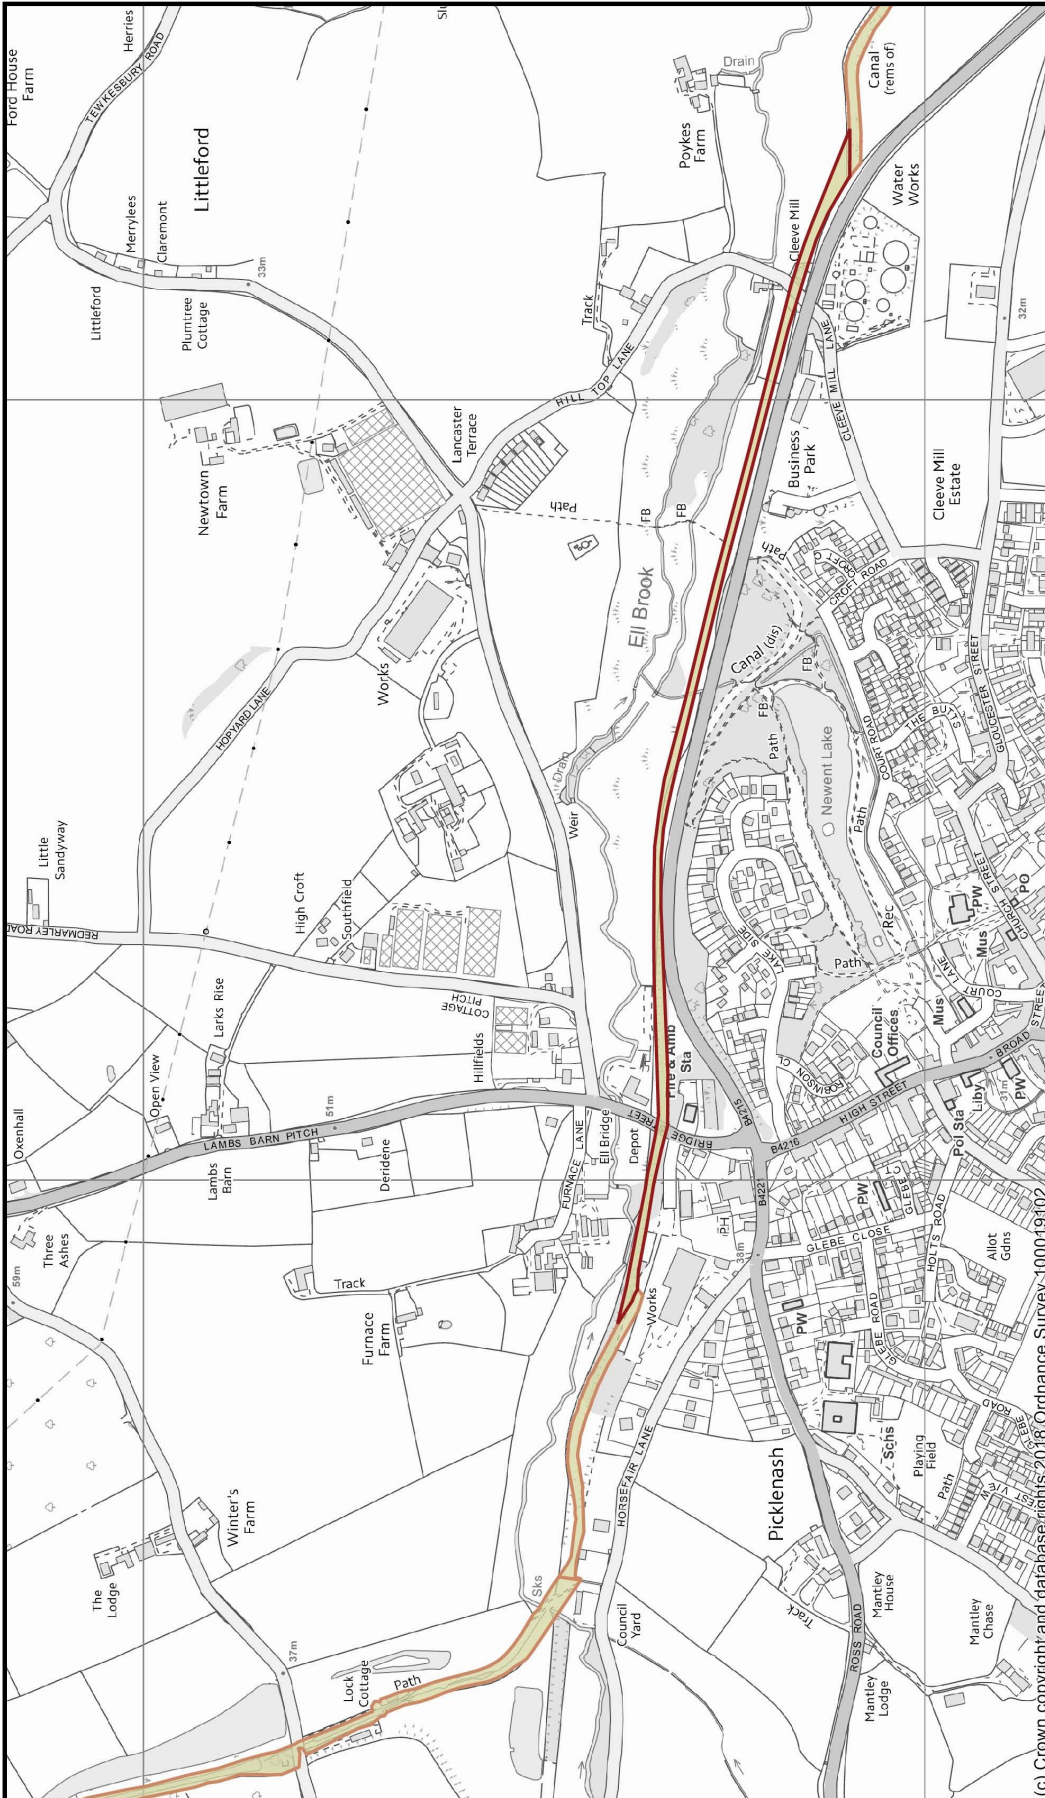 Ford House
Farm
Herries
TEWKESBURY ROAD
Littleford
Merrylees
Claremont
Littleford
Plumtree
Cottage
33m
Poykes
Farm
Drain
Canal
(rems of)
Water
Works
Cleeve Mill
Track
HILL TOP LANE
Lancaster
Terrace
Newtown
Farm
Path
FB
FB
Ell Brook
Business
Park
CLEEVE MILL LANE
32m
Cleeve Mill
Estate
Path
CROFT ROAD
Canal (dis)
FB
FB
Path
Newent Lake
COURT ROAD
Path
THE BUTTS
GLOUCESTER STREET
HOPYARD LANE
Works
Drain
Weir
Little
Sandyway
REDMARLEY ROAD
High Croft
Southfield
COTTAGE
PITCH
Hillfields
Larks Rise
Open View
Oxenhall
LAMBS BARN PITCH
51m
Lambs
Barn
Deridene
FURNACE LANE
Ell Bridge
Depot
BRIDGE STREET
Fire & Amb
Sta
B4215
LAKE SIDE
Rec
Path
PW
CHURCH STREET
PO
Mus
COURT LANE
Mus
Council
Offices
ROBINSON
HIGH STREET
BROAD STREET
Liby
31m
PW
Pol Sta
B4216
B4221
PH
38m
PW
GLEBE CT
GLEBE CLOSE
HOLTS ROAD
Allot
Gdns
GLEBE ROAD
PW
Works
Three
Ashes
59m
Track
Furnace
Farm
HORSEFAIR LANE
Picklenash
Schs
Playing
Field
Path
GLEBE ROAD
WEST VIEW
Winter's
Farm
The
Lodge
37m
Lock
Cottage
Path
Sks
Council
Yard
Track
ROSS ROAD
Mantley
House
Mantley
Lodge
Mantley
Chase
(c) Crown copyright and database rights 2018 Ordnance Survey 100019102